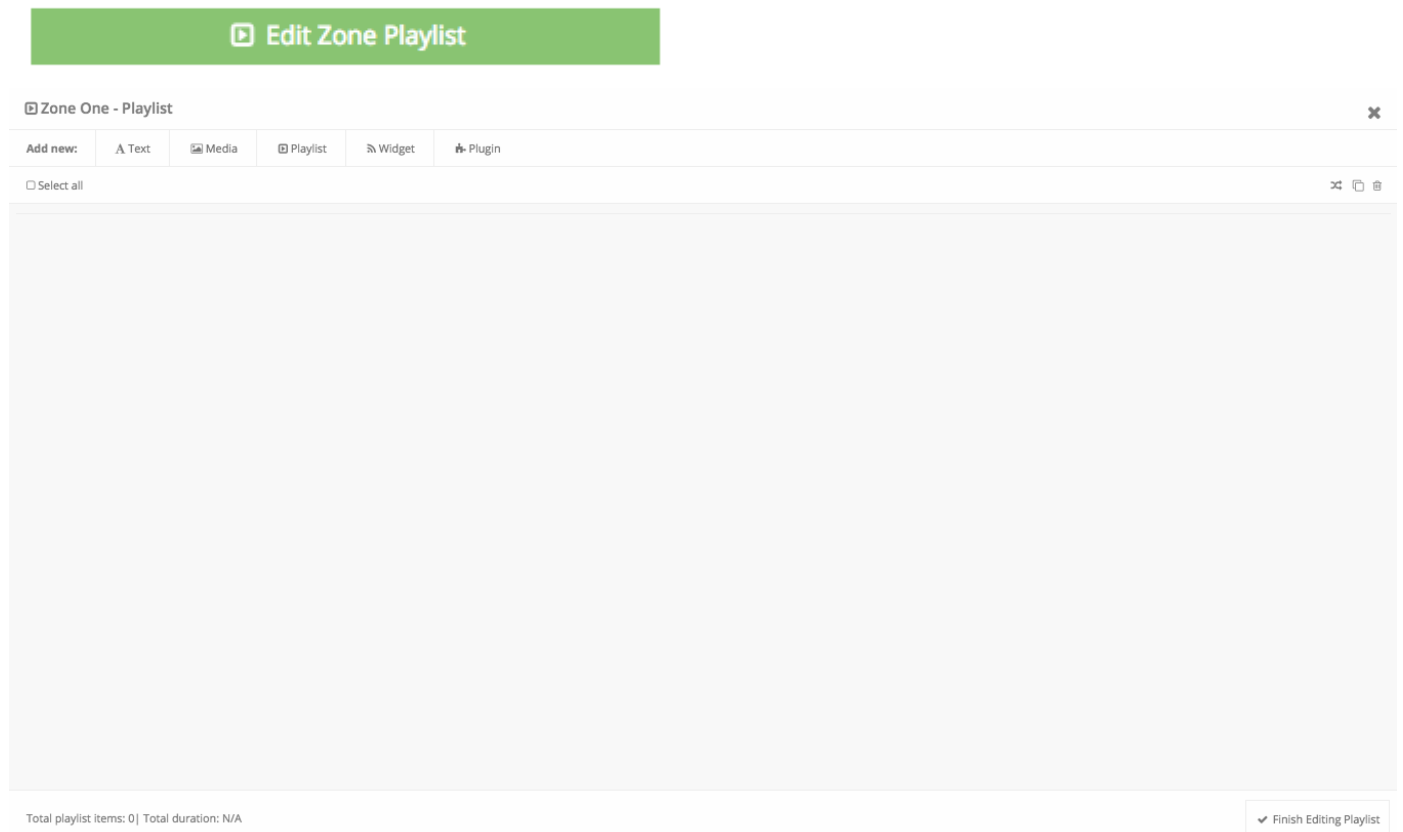 Edit Zone Playlist
Zone One - Playlist
Add new: Text Media Playlist Widget Plugin
Select all
Total playlist items: 0| Total duration: N/A
Finish Editing Playlist